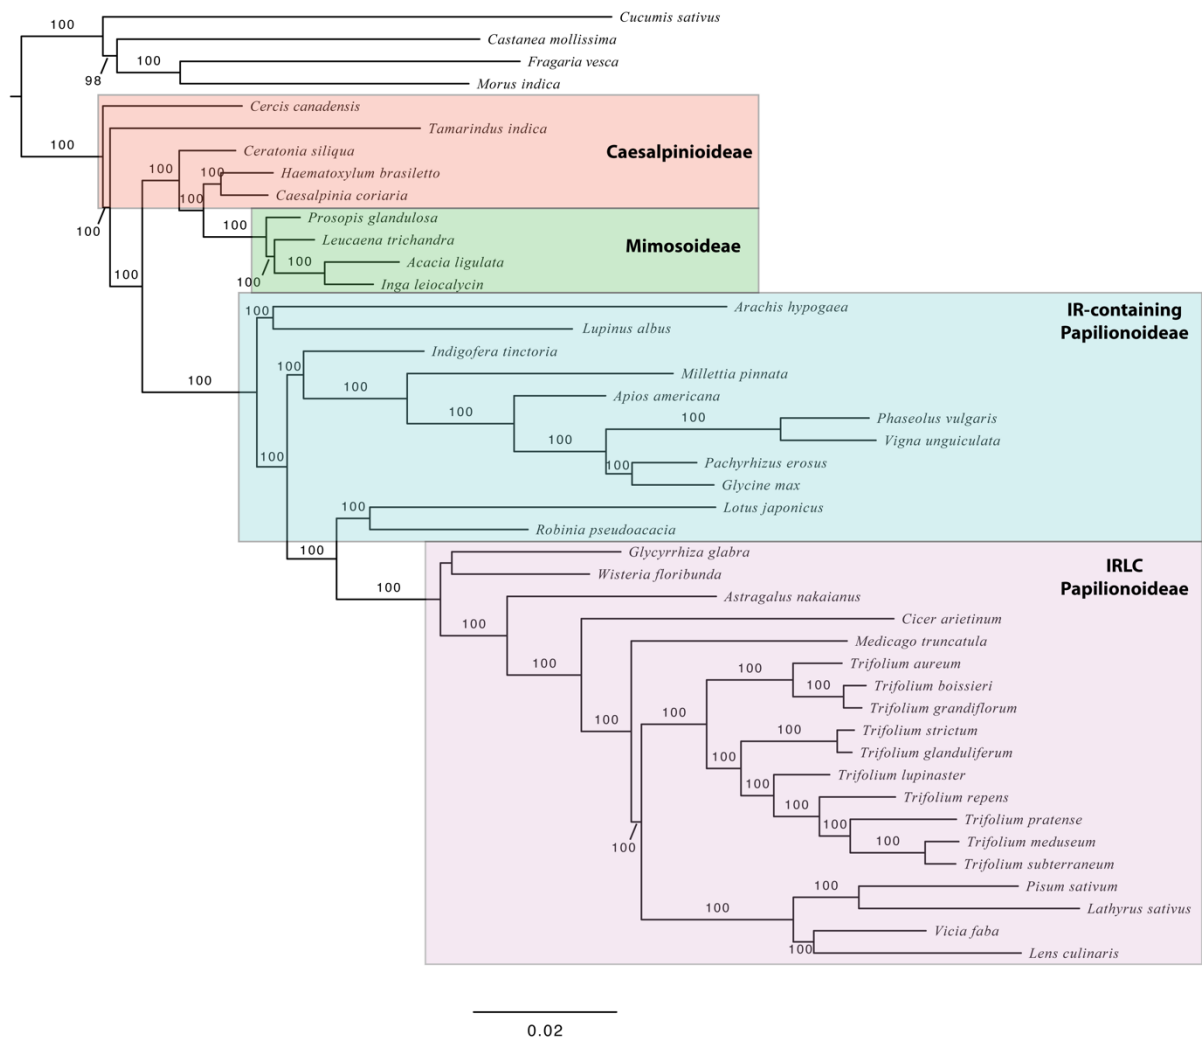 100
Cucumis sativus
Castanea mollissima
98
100
Fragaria vesca
Morus indica
Cercis canadensis
100
Tamarindus indica
Caesalpinioideae
Ceratonia siliqua
100
100
Haematoxylum brasiletto
100
Caesalpinia coriaria
100
100
Prosopis glandulosa
Mimosoideae
Leucaena trichandra
100
100
Acacia ligulata
100
Inga leiocalycin
IR-containing
Papilionoideae
100
Arachis hypogaea
Lupinus albus
Indigofera tinctoria
100
100
100
Millettia pinnata
Apios americana
100
100
Phaseolus vulgaris
100
Vigna unguiculata
100
100
Pachyrhizus erosus
Glycine max
100
Lotus japonicus
Robinia pseudoacacia
100
Glycyrrhiza glabra
IRLC
Papilionoideae
Wisteria floribunda
100
Astragalus nakaianus
100
Cicer arietinum
100
Medicago truncatula
100
Trifolium aureum
100
Trifolium boissieri
100
Trifolium grandiflorum
100
100
Trifolium strictum
100
Trifolium glanduliferum
100
Trifolium lupinaster
100
Trifolium repens
100
Trifolium pratense
100
100
Trifolium meduseum
Trifolium subterraneum
100
Pisum sativum
100
Lathyrus sativus
Vicia faba
100
Lens culinaris
0.02